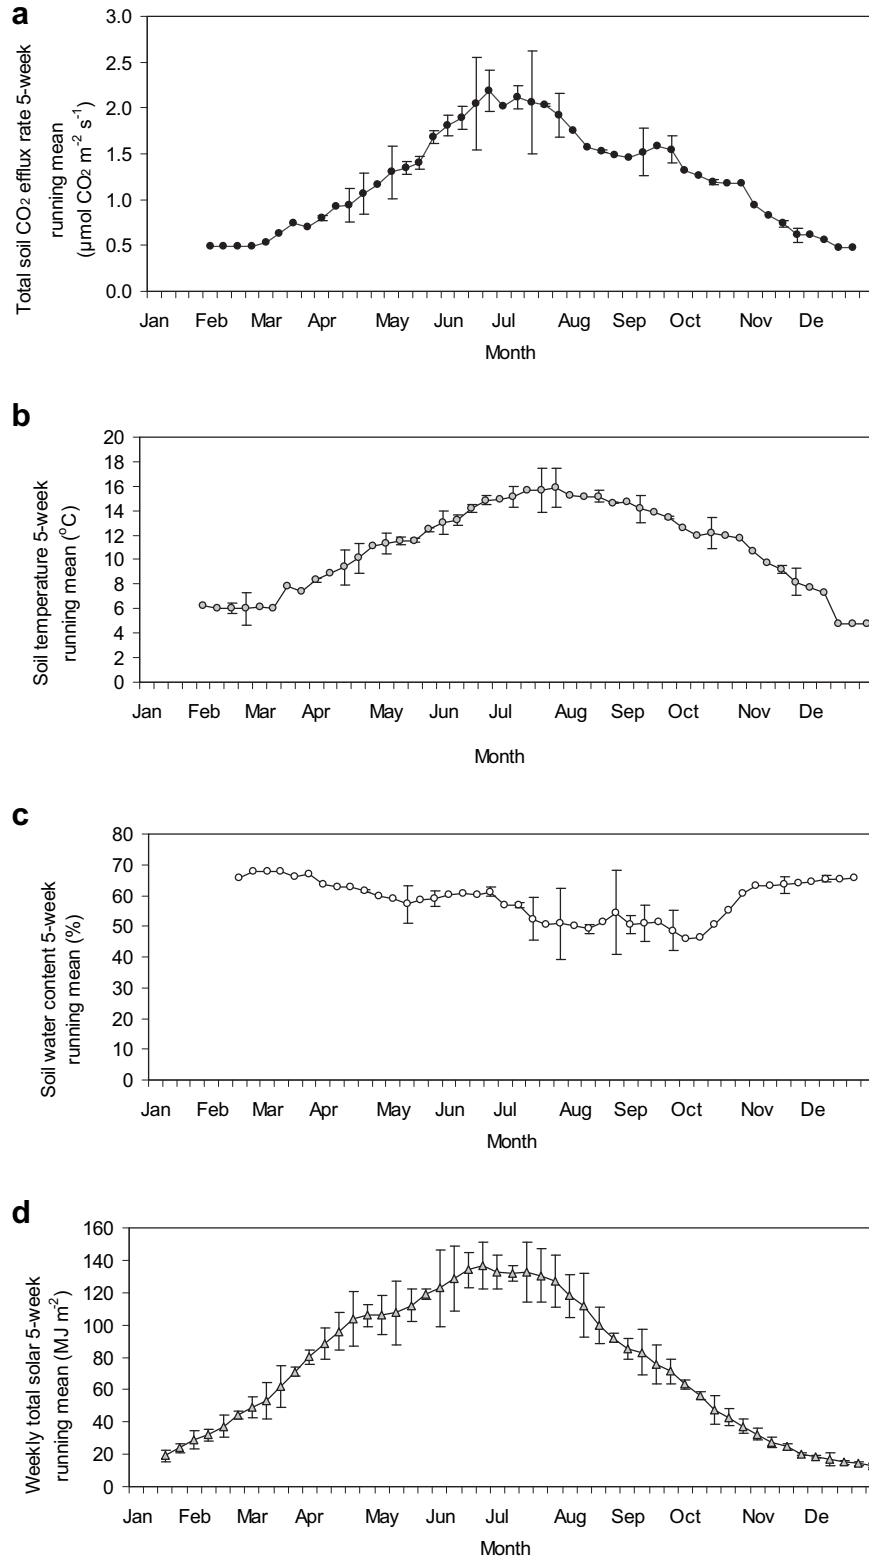 a
Total soil CO2 efflux rate 5-week
running mean
(µmol CO2 m-2 s-1)
3.0
2.5
2.0
1.5
1.0
0.5
0.0
Jan Feb Mar Apr May Jun Jul Aug Sep Oct Nov De
Month
b
Soil temperature 5-week
running mean (oC)
20
18
16
14
12
10
8
6
4
2
0
Jan Feb Mar Apr May Jun Jul Aug Sep Oct Nov De
Month
c
Soil water content 5-week
running mean (%)
80
70
60
50
40
30
20
10
0
Jan Feb Mar Apr May Jun Jul Aug Sep Oct Nov De
Month
d
Weekly total solar 5-week
running mean (MJ m-2)
160
140
120
100
80
60
40
20
0
Jan Feb Mar Apr May Jun Jul Aug Sep Oct Nov De
Month